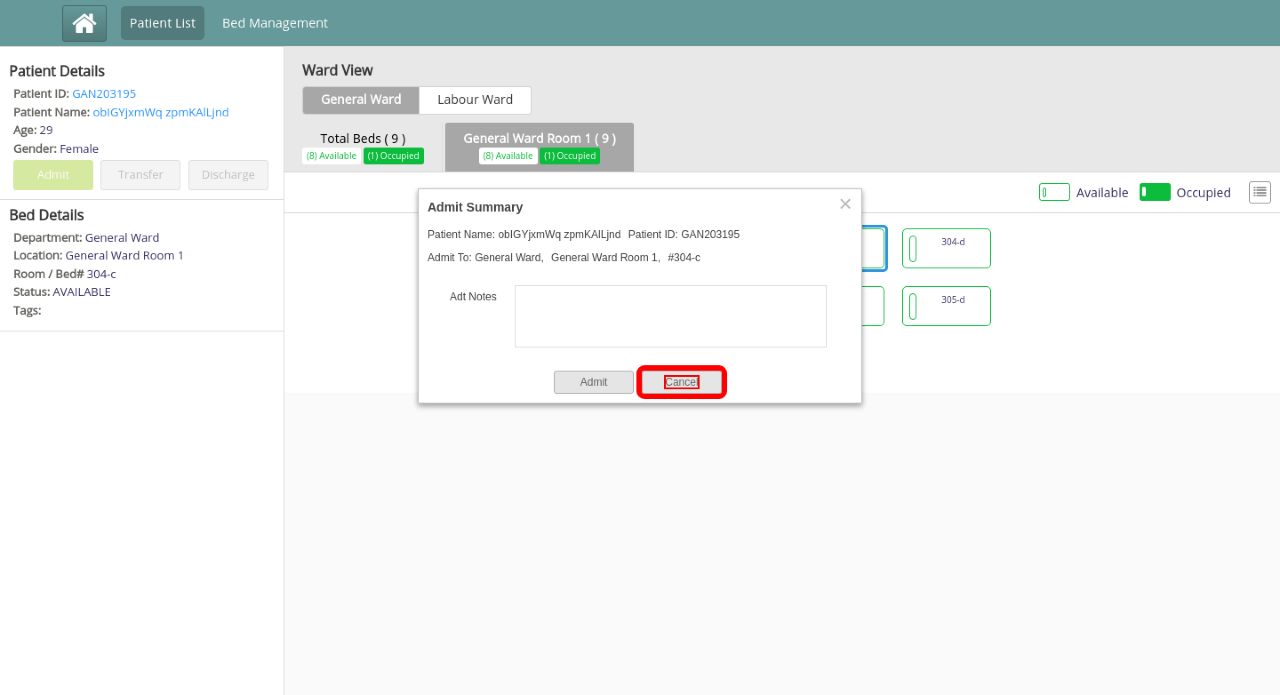 Patient List
Bed Management
Patient Details
Patient ID: GAN203195
Patient Name: obIGYjxmWq zpmKAlLjnd
Age: 29
Gender: Female
Admit
Transfer
Discharge
Bed Details
Department: General Ward
Location: General Ward Room 1
Room / Bed# 304-c
Status: AVAILABLE
Tags:
Ward View
General Ward
Labour Ward
Total Beds ( 9 )
(8) Available
(1) Occupied
General Ward Room 1 ( 9 )
(8) Available
(1) Occupied
Available
Occupied
304-d
305-d
Admit Summary
×
Patient Name: obIGYjxmWq zpmKAlLjnd Patient ID: GAN203195
Admit To: General Ward, General Ward Room 1, #304-c
Adt Notes
Admit
Cancel